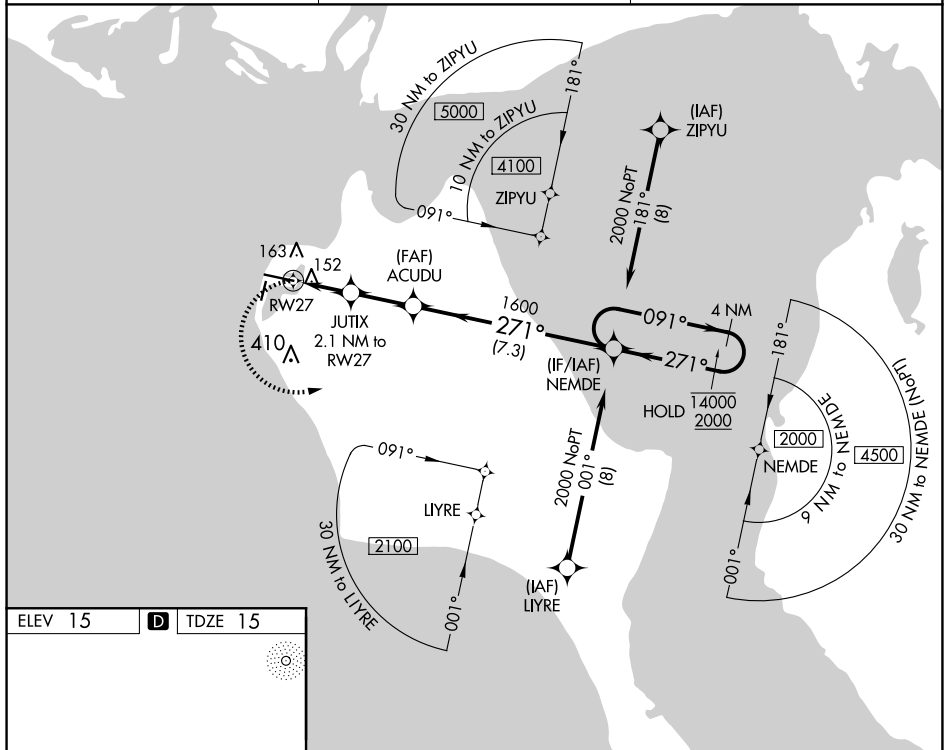 30 NM to ZIPYU
5000
10 NM to ZIPYU
4100
181°
ZIPYU
091°
(IAF)
ZIPYU
2000 NoPT
181°
(8)
163
152
RW27
(FAF)
ACUDU
JUTIX
2.1 NM to
RW27
410
1600
271°
(7.3)
(IF/IAF)
NEMDE
091°
4 NM
271°
HOLD
14000
2000
181°
2000
NEMDE
9 NM to NEMDE
4500
30 NM to NEMDE (NoPT)
001°
2000 NoPT
001°
(8)
(IAF)
LIYRE
091°
LIYRE
2100
30 NM to LIYRE
001°
ELEV 15
D
TDZE 15